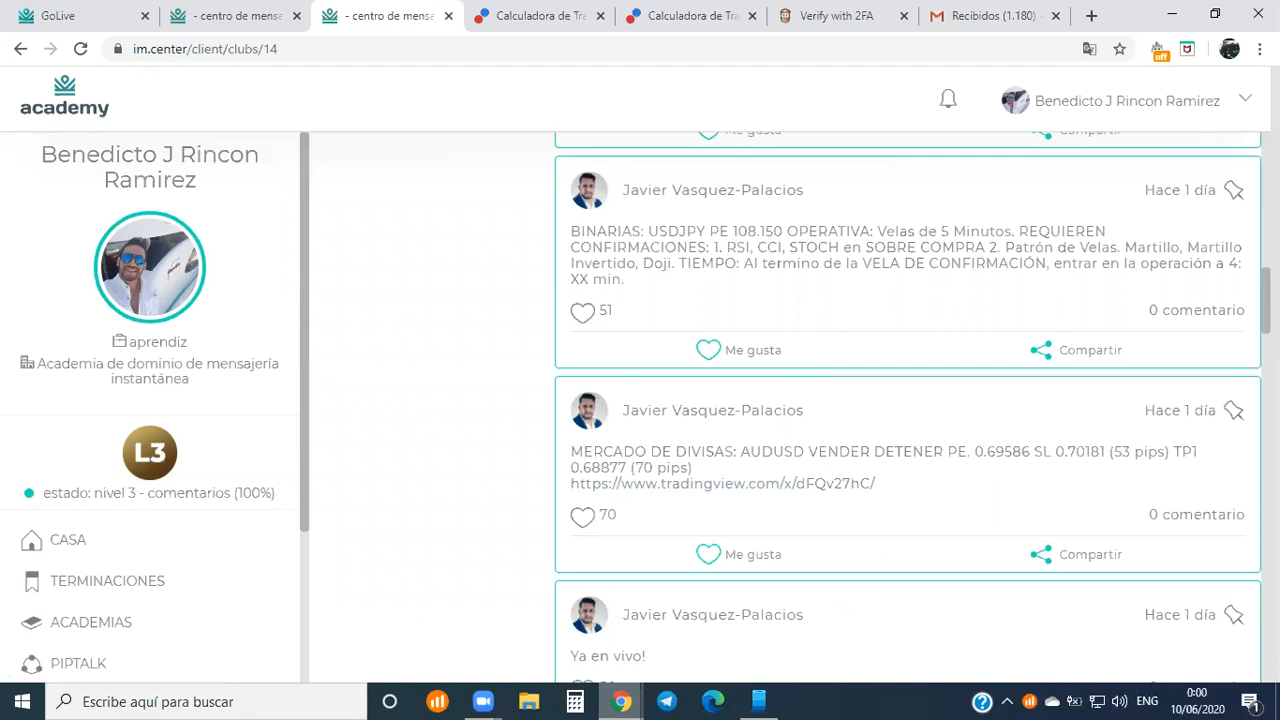 GoLive
- centro de mensa
- centro de mensa
Calculadora de Tra
Calculadora de Tra
Verify with 2FA
Recibidos (1.180) -
im.center/client/clubs/14
off
academy
Benedicto J Rincon Ramirez
Benedicto J Rincon
Ramirez
aprendiz
Academia de dominio de mensajería
instantánea
L3
estado: nivel 3 - comentarios (100%)
CASA
TERMINACIONES
ACADEMIAS
PIPTALK
Me gusta
Compartir
Javier Vasquez-Palacios
Hace 1 día
BINARIAS: USDJPY PE 108.150 OPERATIVA: Velas de 5 Minutos. REQUIEREN
CONFIRMACIONES: 1. RSI, CCI, STOCH en SOBRE COMPRA 2. Patrón de Velas. Martillo, Martillo
Invertido, Doji. TIEMPO: Al termino de la VELA DE CONFIRMACIÓN, entrar en la operación a 4:
XX min.
51
0 comentario
Me gusta
Compartir
Javier Vasquez-Palacios
Hace 1 día
MERCADO DE DIVISAS: AUDUSD VENDER DETENER PE. 0.69586 SL 0.70181 (53 pips) TP1
0.68877 (70 pips)
https://www.tradingview.com/x/dFQv27hC/
70
0 comentario
Me gusta
Compartir
Javier Vasquez-Palacios
Hace 1 día
Ya en vivo!
Escribe aquí para buscar
ENG
0:00
10/06/2020
1